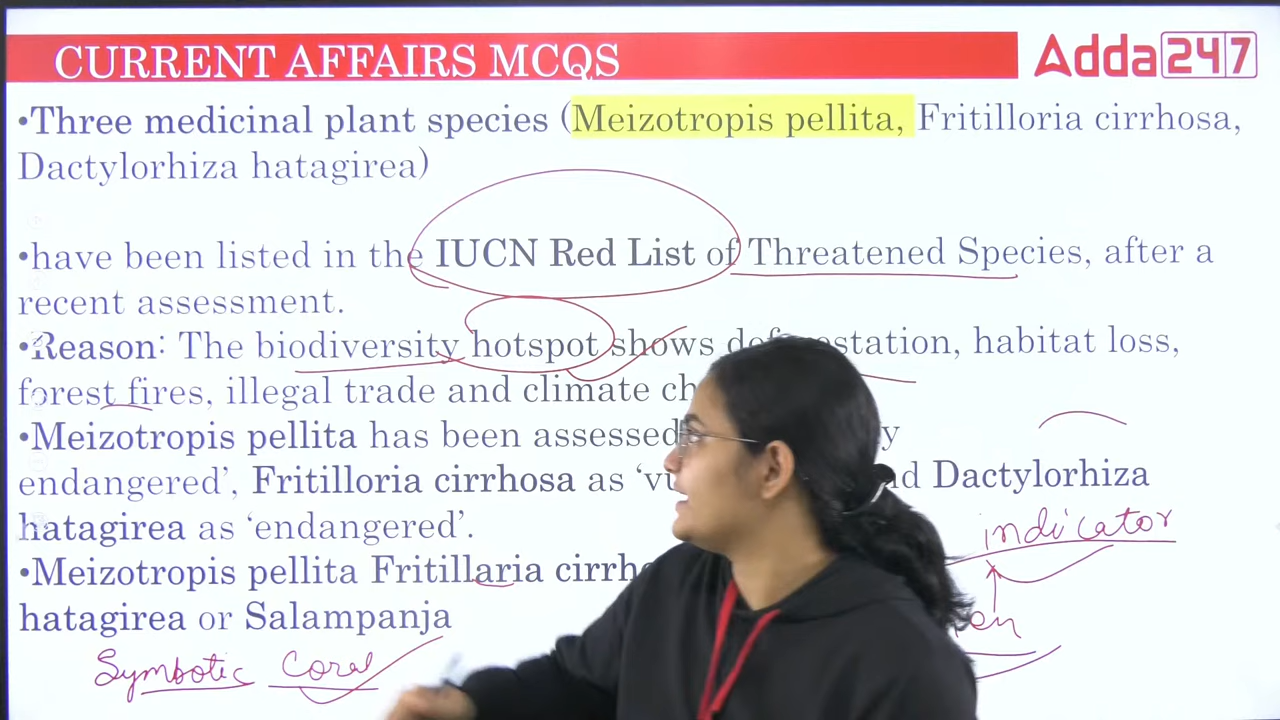 CURRENT AFFAIRS MCQS
Adda247
•Three medicinal plant species (Meizotropis pellita, Fritilloria cirrhosa,
Dactylorhiza hatagirea)
•have been listed in the IUCN Red List of Threatened Species, after a
recent assessment.
•Reason: The biodiversity hotspot shows deforestation, habitat loss,
forest fires, illegal trade and climate
•Meizotropis pellita has been assessed
endangered’, Fritilloria cirrhosa as Dactylorhiza
hatagirea as ‘endangered’.
indicator
•Meizotropis pellita Fritillaria
hatagirea or Salampanja
Symbotic Coral